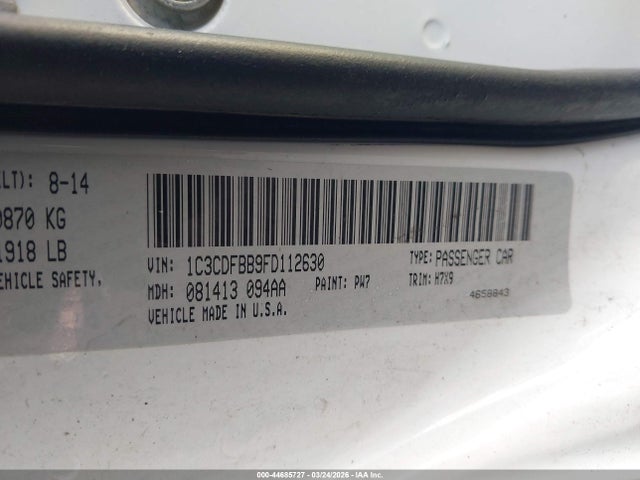 LT): 8-14
870 KG
918 LB
EHICLE SAFETY,
VIN: 1C3CDFBB9FD112630
TYPE: PASSENGER CAR
MDH: 081413 094AA
PAINT: PW7
TRIM: H7X9
VEHICLE MADE IN U.S.A.
4658843
000-44685727 - 03/24/2026 - IAA Inc.